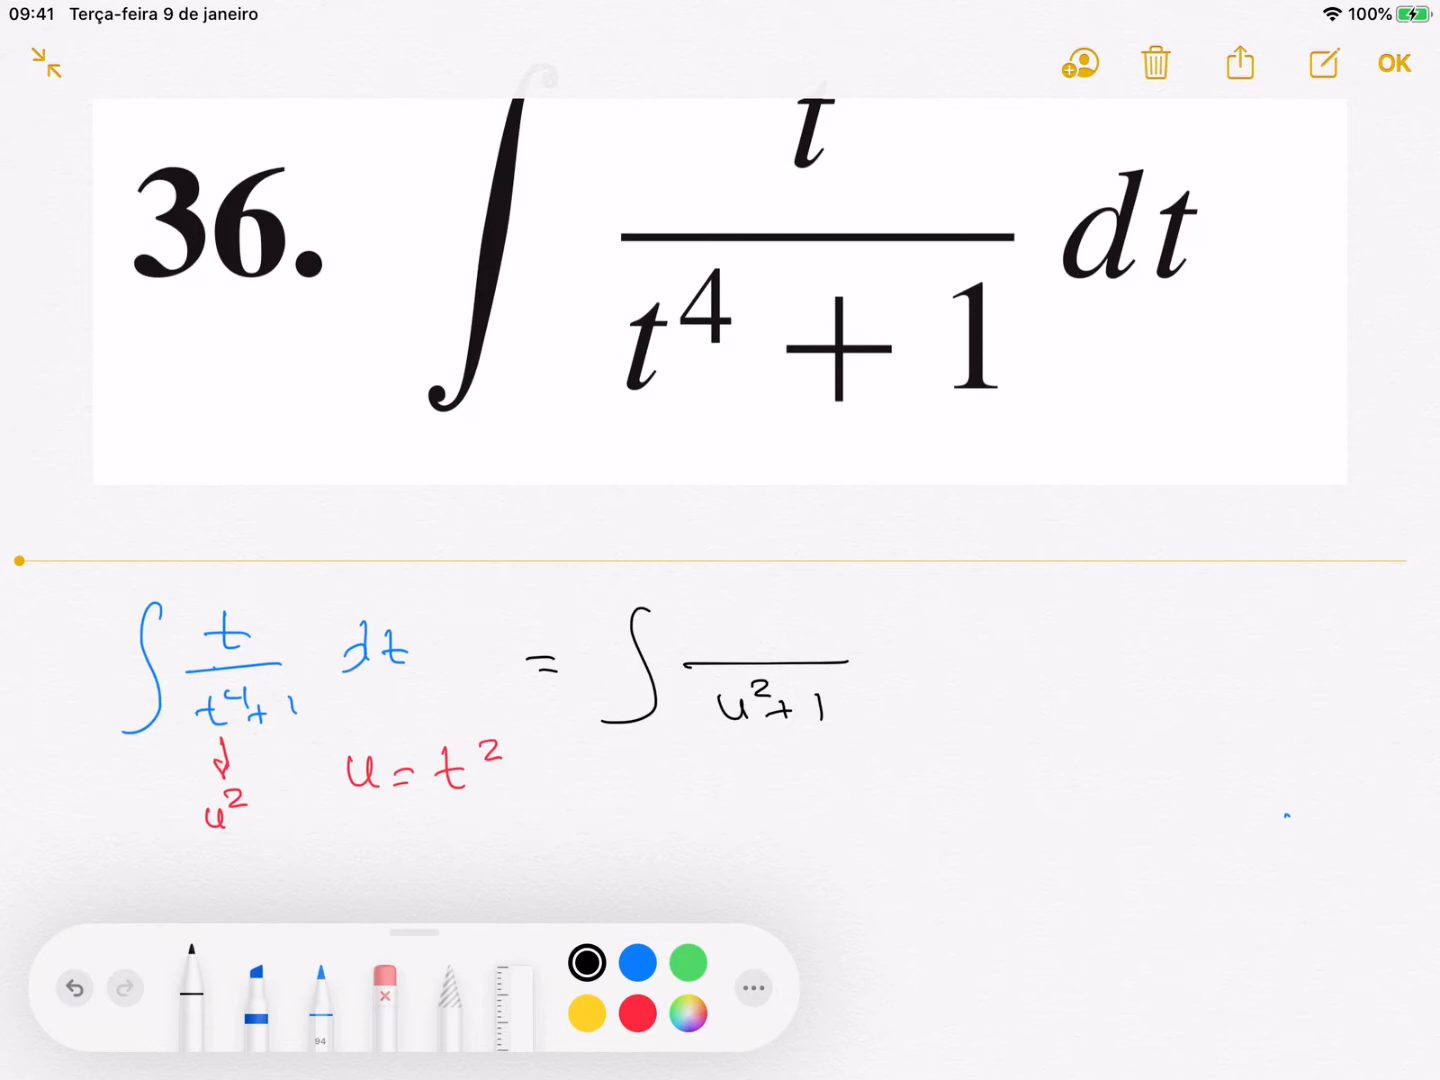 09:41 Terça-feira 9 de janeiro 100%
OK
36. ∫ t / (t⁴ + 1) dt
∫ t / (t⁴+1) dt = ∫ / (u²+1)
u = t²
u²
94